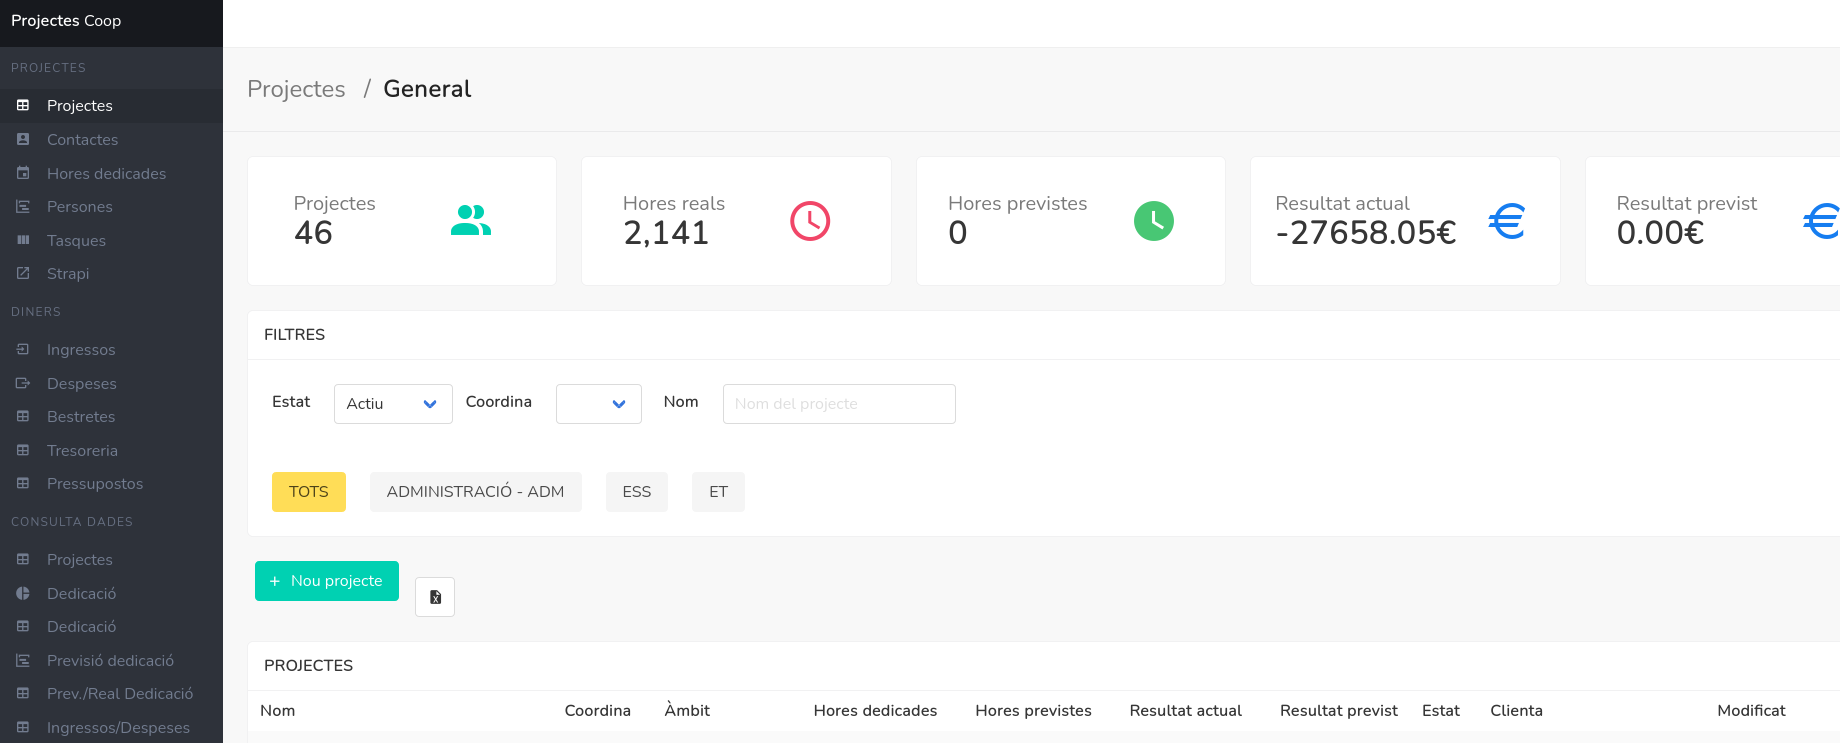 Projectes Coop
PROJECTES
Projectes
Contactes
Hores dedicades
Persones
Tasques
Strapi
DINERS
Ingressos
Despeses
Bestretes
Tresoreria
Pressupostos
CONSULTA DADES
Projectes
Dedicació
Dedicació
Previsió dedicació
Prev./Real Dedicació
Ingressos/Despeses
Projectes / General
Projectes
46
Hores reals
2,141
Hores previstes
0
Resultat actual
-27658.05€
Resultat previst
0.00€
FILTRES
Estat Actiu Coordina Nom Nom del projecte
TOTS ADMINISTRACIÓ - ADM ESS ET
+ Nou projecte
PROJECTES
Nom Coordina Àmbit Hores dedicades Hores previstes Resultat actual Resultat previst Estat Clienta Modificat